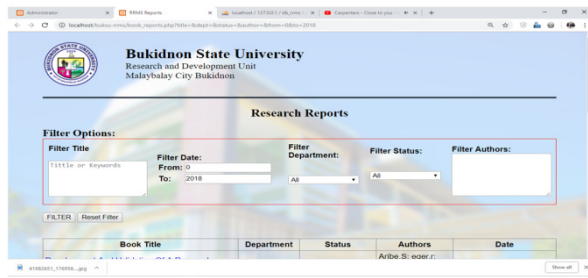 Administrator
RRMS Reports
localhost / 127.0.0.1 / db_rrms
Carpenters - Close to you
localhost/buksu-rrms/book_reports.php?title=&dept=&status=&author=&from=0&to=2018
Bukidnon State University
Research and Development Unit
Malaybalay City Bukidnon
Research Reports
Filter Options:
Filter Title
Tittle or Keywords
Filter Date:
From: 0
To: 2018
Filter Department:
All
Filter Status:
All
Filter Authors:
FILTER Reset Filter
Book Title Department Status Authors Date
Aribe,S; eger,r;
Show all